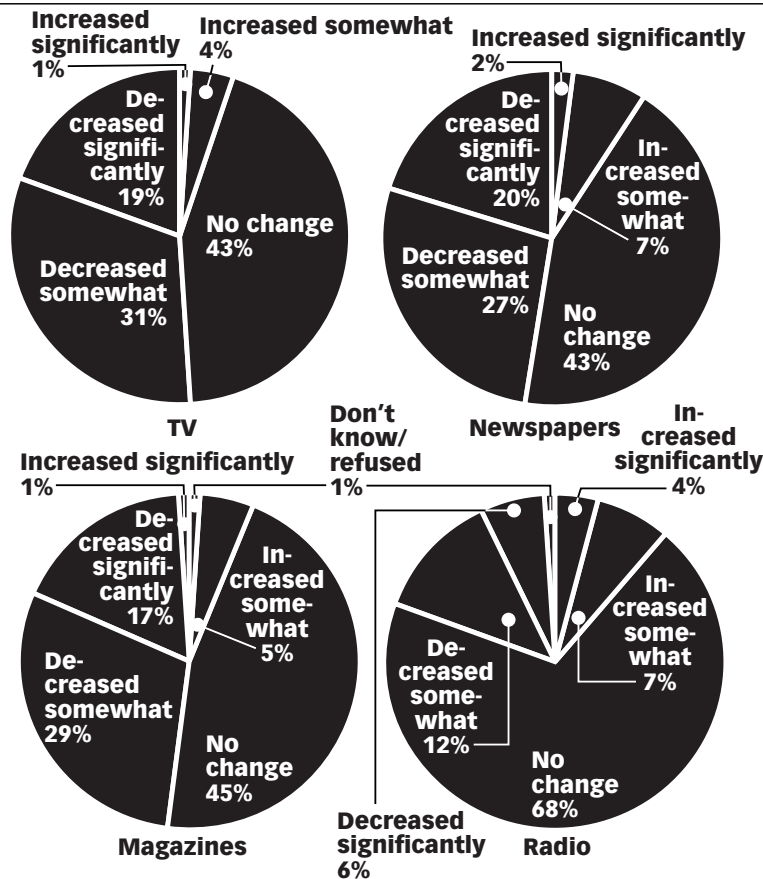 Increased
significantly
1%
Increased somewhat
4%
De-
creased
signifi-
cantly
19%
No change
43%
Decreased
somewhat
31%
TV
Increased significantly
2%
De-
creased
signifi-
cantly
20%
In-
creased
some-
what
7%
Decreased
somewhat
27%
No
change
43%
Newspapers
Increased significantly
1%
Don't
know/
refused
1%
De-
creased
signifi-
cantly
17%
In-
creased
some-
what
5%
De-
creased
somewhat
29%
No
change
45%
Magazines
In-
creased
significantly
4%
In-
creased
some-
what
7%
De-
creased
some-
what
12%
No
change
68%
Decreased
significantly
6%
Radio